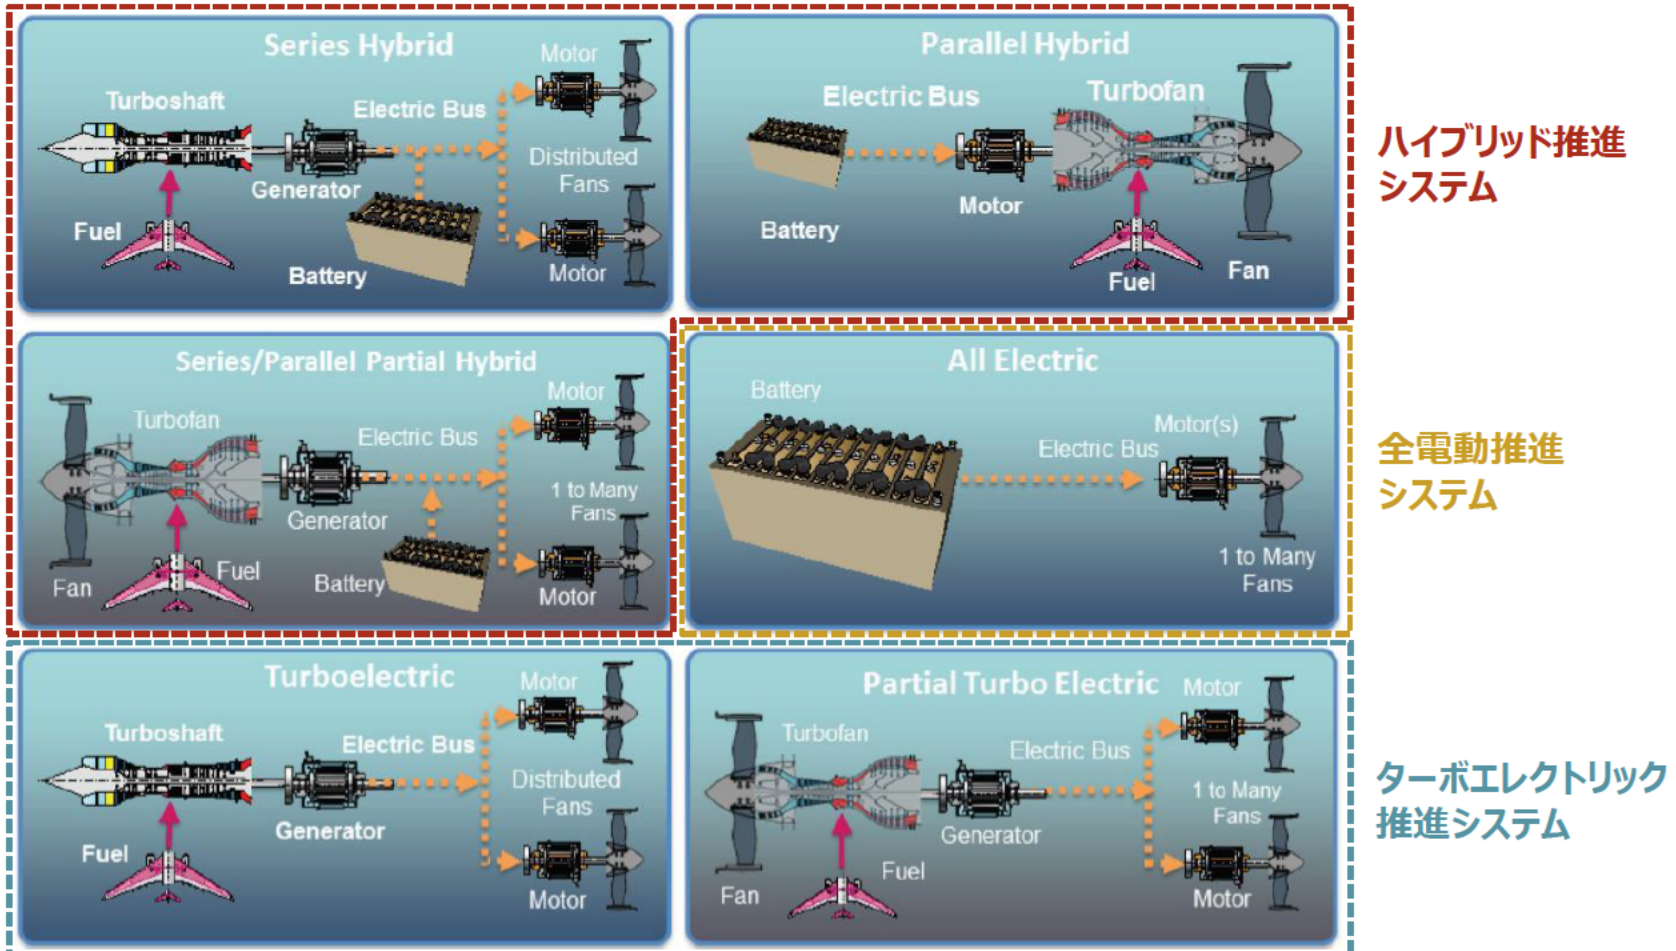 Series Hybrid
Motor
Turboshaft
Electric Bus
Distributed
Fans
Generator
Fuel
Battery
Motor
Parallel Hybrid
Electric Bus
Turbofan
Motor
Battery
Fuel
Fan
ハイブリッド推進
システム
Series/Parallel Partial Hybrid
Motor
Turbofan
Electric Bus
1 to Many
Fans
Generator
Fan
Fuel
Battery
Motor
All Electric
Battery
Motor(s)
Electric Bus
1 to Many
Fans
全電動推進
システム
Turboelectric
Motor
Turboshaft
Electric Bus
Distributed
Fans
Generator
Fuel
Motor
Partial Turbo Electric
Motor
Turbofan
Electric Bus
1 to Many
Fans
Generator
Fuel
Fan
Motor
ターボエレクトリック
推進システム